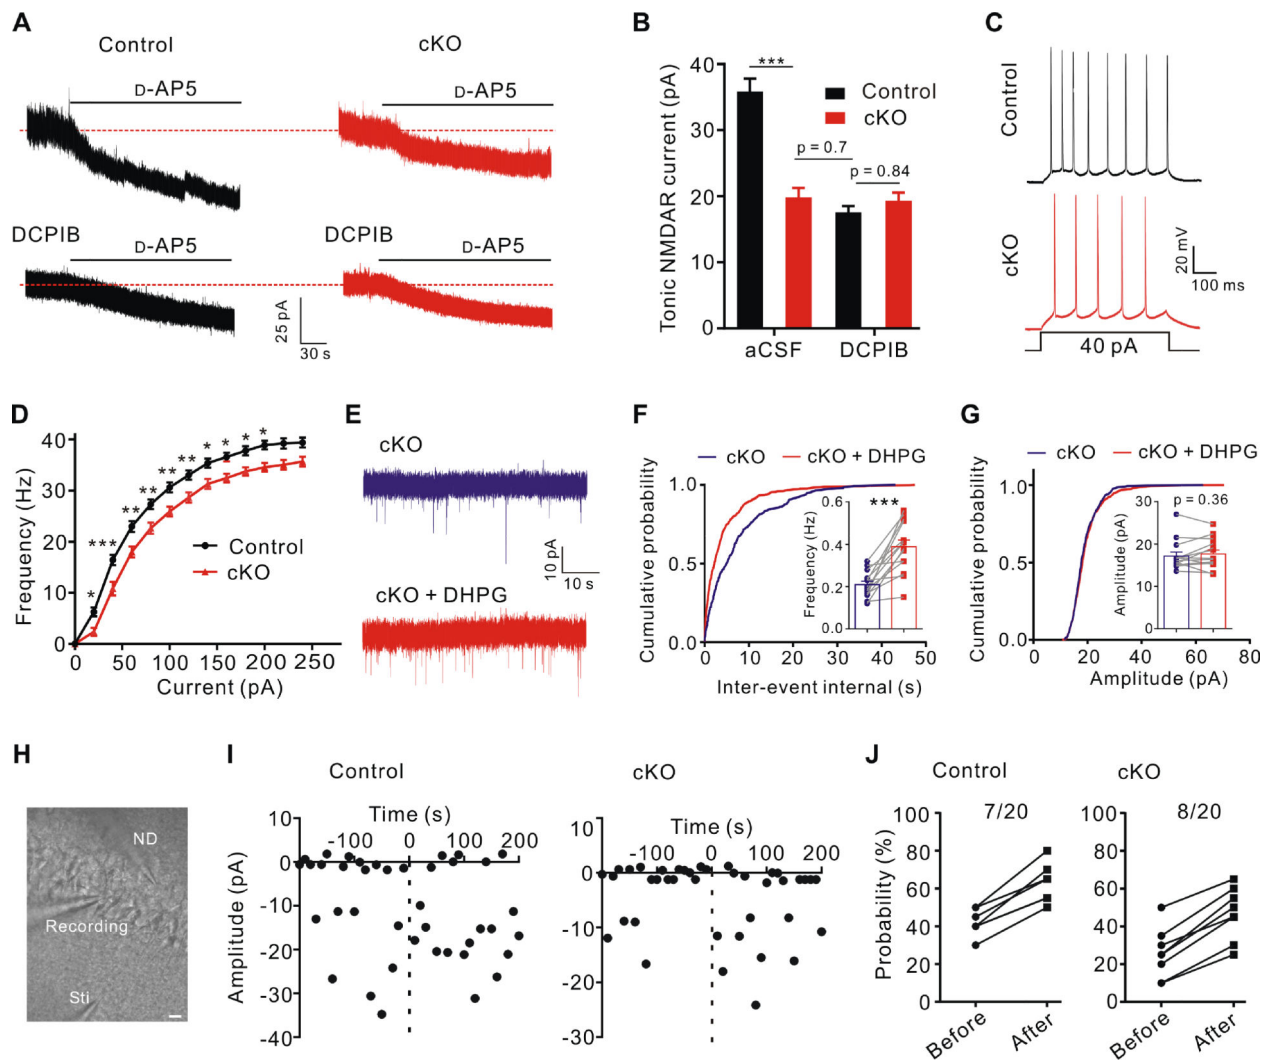 A
Control
cKO
D-AP5
D-AP5
DCPIB
D-AP5
DCPIB
D-AP5
25 pA
30 s
B
Tonic NMDAR current (pA)
40
30
20
10
0
***
Control
cKO
p = 0.7
p = 0.84
aCSF
DCPIB
C
Control
cKO
20 mV
100 ms
40 pA
D
Frequency (Hz)
40
30
20
10
0
*
***
**
**
**
**
*
*
*
*
Control
cKO
0
50
100
150
200
250
Current (pA)
E
cKO
10 pA
10 s
cKO + DHPG
F
cKO
cKO + DHPG
Cumulative probability
1.0
0.5
0.0
0
10
20
30
40
50
Inter-event internal (s)
***
Frequency (Hz)
0.6
0.4
0.2
0.0
G
cKO
cKO + DHPG
Cumulative probability
1.0
0.5
0.0
0
20
40
60
80
Amplitude (pA)
p = 0.36
Amplitude (pA)
30
20
10
0
H
ND
Recording
Sti
I
Control
Time (s)
-100
0
100
200
Amplitude (pA)
10
0
-10
-20
-30
-40
cKO
Time (s)
-100
0
100
200
10
0
-10
-20
-30
J
Control
7/20
Probability (%)
100
80
60
40
20
0
Before
After
cKO
8/20
100
80
60
40
20
0
Before
After